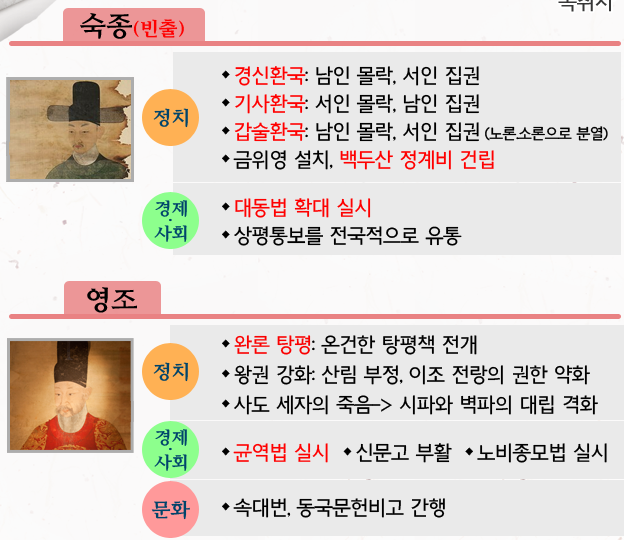 숙종(빈출)
정치
◆ 경신환국: 남인 몰락, 서인 집권
◆ 기사환국: 서인 몰락, 남인 집권
◆ 갑술환국: 남인 몰락, 서인 집권 (노론.소론으로 분열)
◆ 금위영 설치, 백두산 정계비 건립
경제
·
사회
◆ 대동법 확대 실시
◆ 상평통보를 전국적으로 유통
영조
정치
◆ 완론 탕평: 온건한 탕평책 전개
◆ 왕권 강화: 산림 부정, 이조 전랑의 권한 약화
◆ 사도 세자의 죽음-> 시파와 벽파의 대립 격화
경제
·
사회
◆ 균역법 실시 ◆ 신문고 부활 ◆ 노비종모법 실시
문화
◆ 속대번, 동국문헌비고 간행